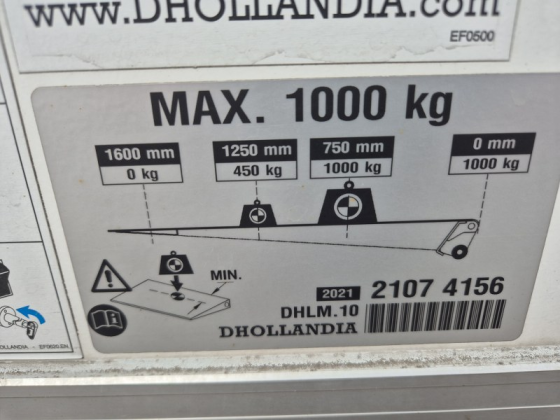 www.DHOLLANDIA.com
EF0500
MAX. 1000 kg
1600 mm 1250 mm 750 mm 0 mm
0 kg 450 kg 1000 kg 1000 kg
MIN.
2021 2107 4156
DHLM.10
DHOLLANDIA